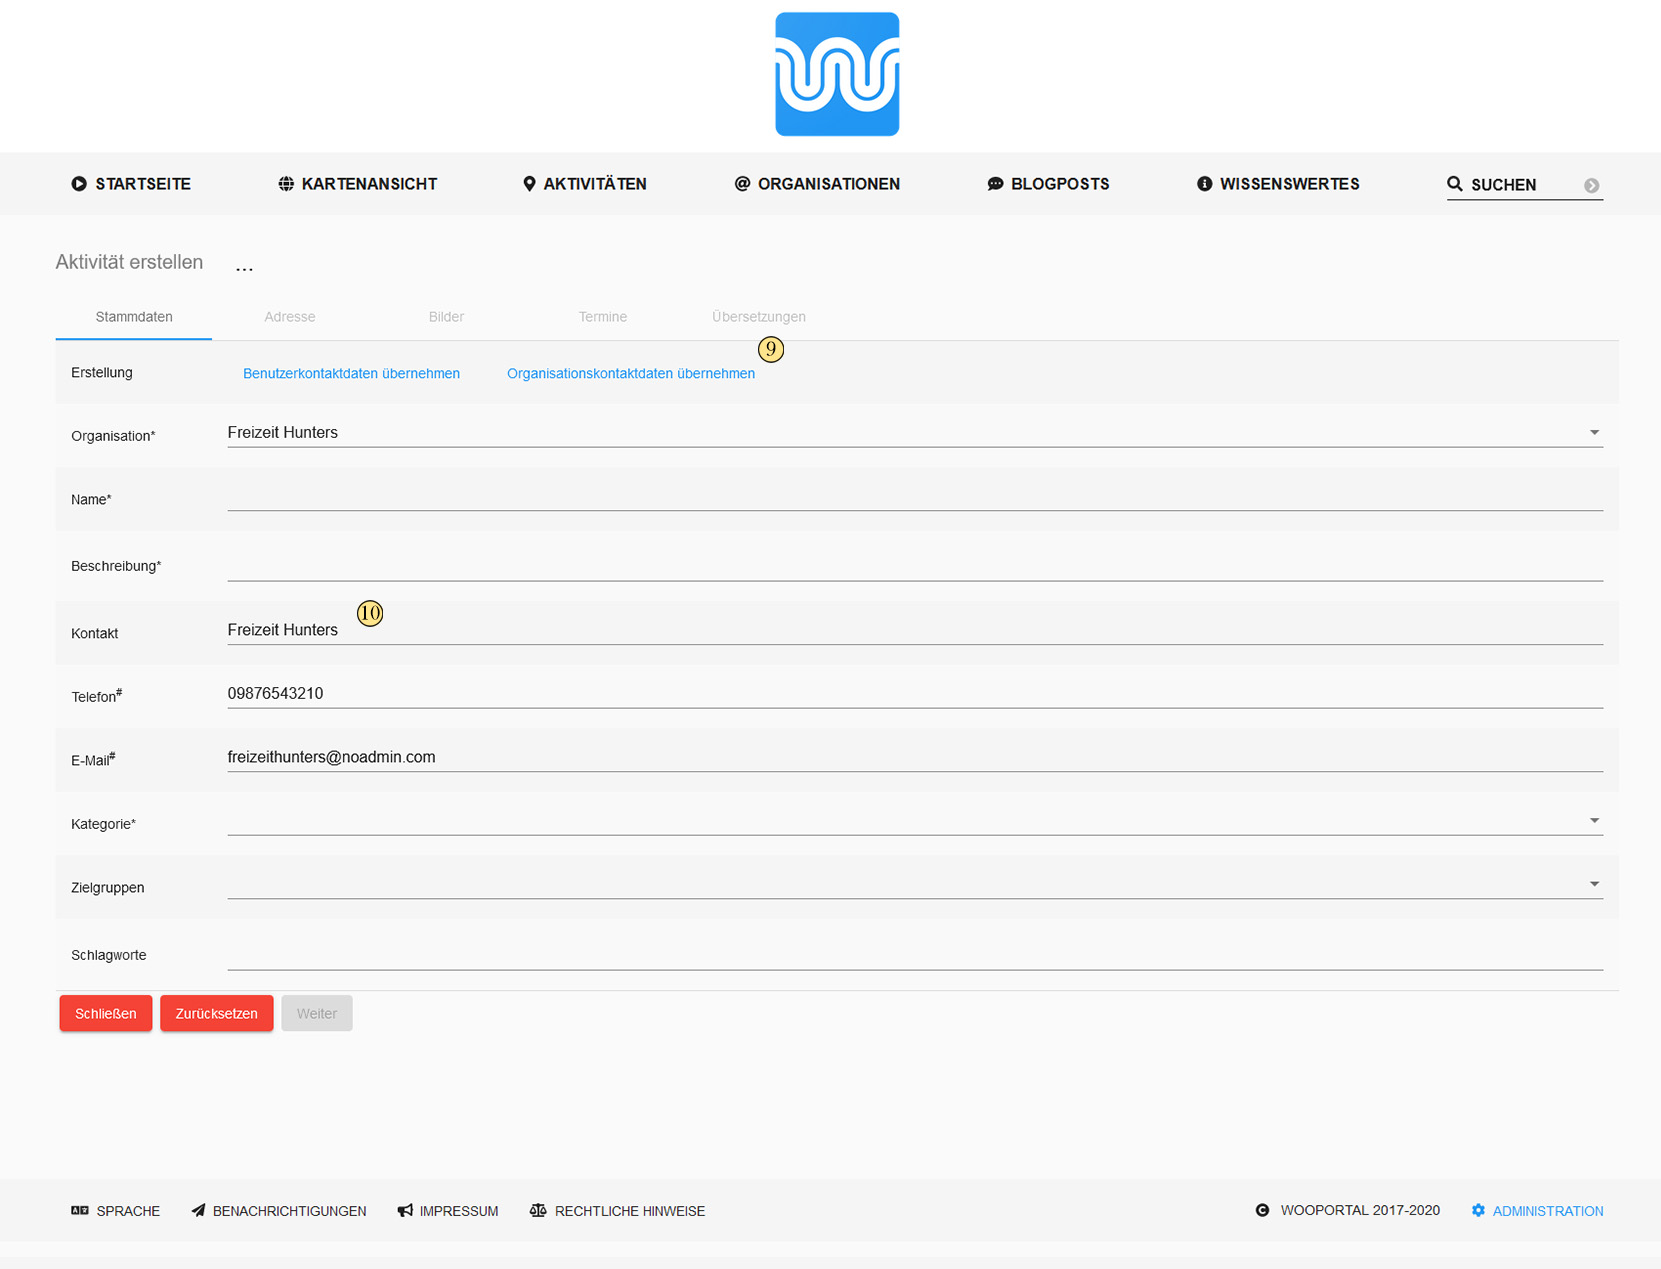 STARTSEITE KARTENANSICHT AKTIVITÄTEN ORGANISATIONEN BLOGPOSTS WISSENSWERTES SUCHEN
Aktivität erstellen ...
Stammdaten Adresse Bilder Termine Übersetzungen
9
Erstellung Benutzerkontaktdaten übernehmen Organisationskontaktdaten übernehmen
Organisation* Freizeit Hunters
Name*
Beschreibung*
10
Kontakt Freizeit Hunters
Telefon# 09876543210
E-Mail# freizeithunters@noadmin.com
Kategorie*
Zielgruppen
Schlagworte
Schließen Zurücksetzen Weiter
SPRACHE BENACHRICHTIGUNGEN IMPRESSUM RECHTLICHE HINWEISE WOOPORTAL 2017-2020 ADMINISTRATION